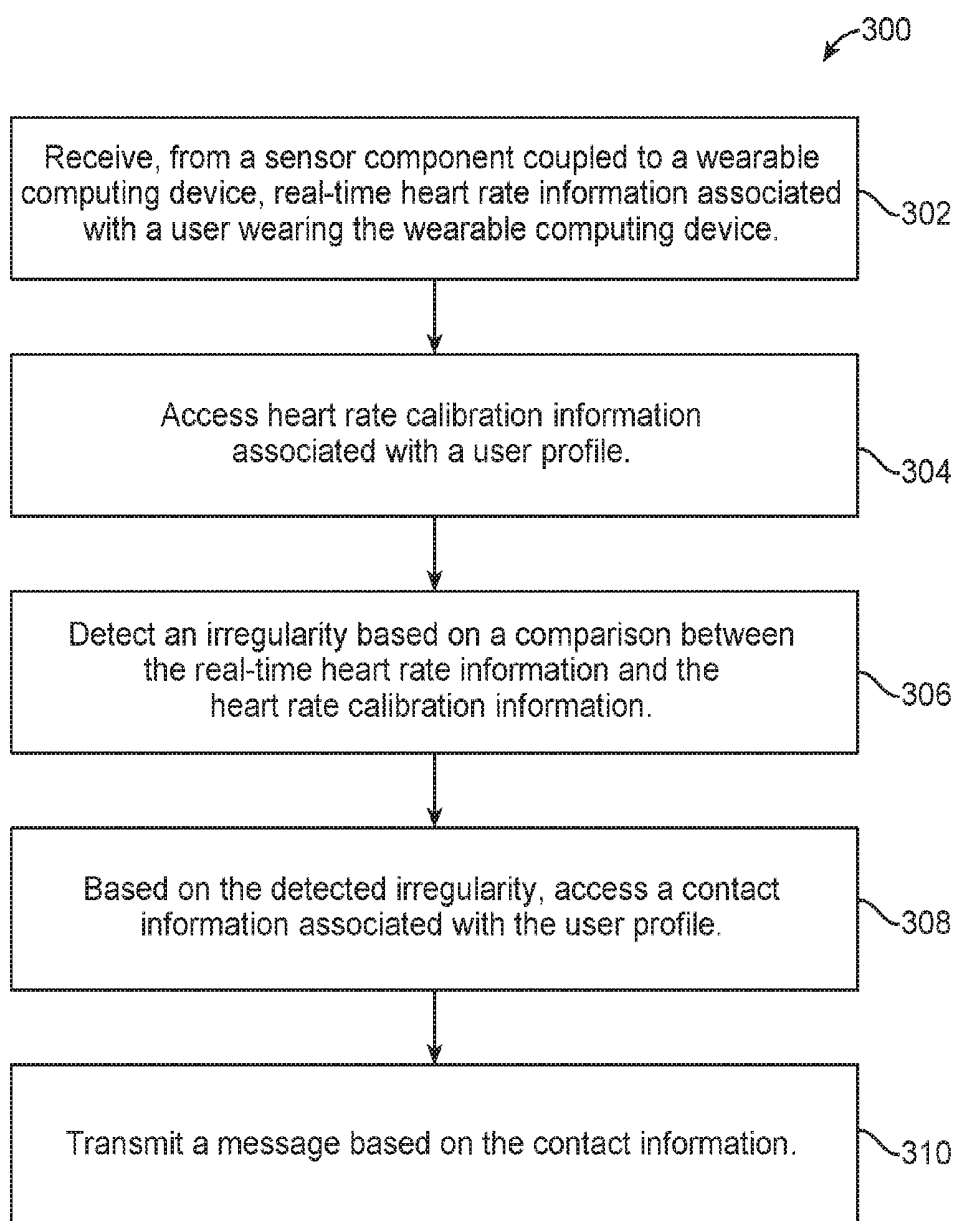 300
Receive, from a sensor component coupled to a wearable
computing device, real-time heart rate information associated
with a user wearing the wearable computing device.
302
Access heart rate calibration information
associated with a user profile.
304
Detect an irregularity based on a comparison between
the real-time heart rate information and the
heart rate calibration information.
306
Based on the detected irregularity, access a contact
information associated with the user profile.
308
Transmit a message based on the contact information.
310